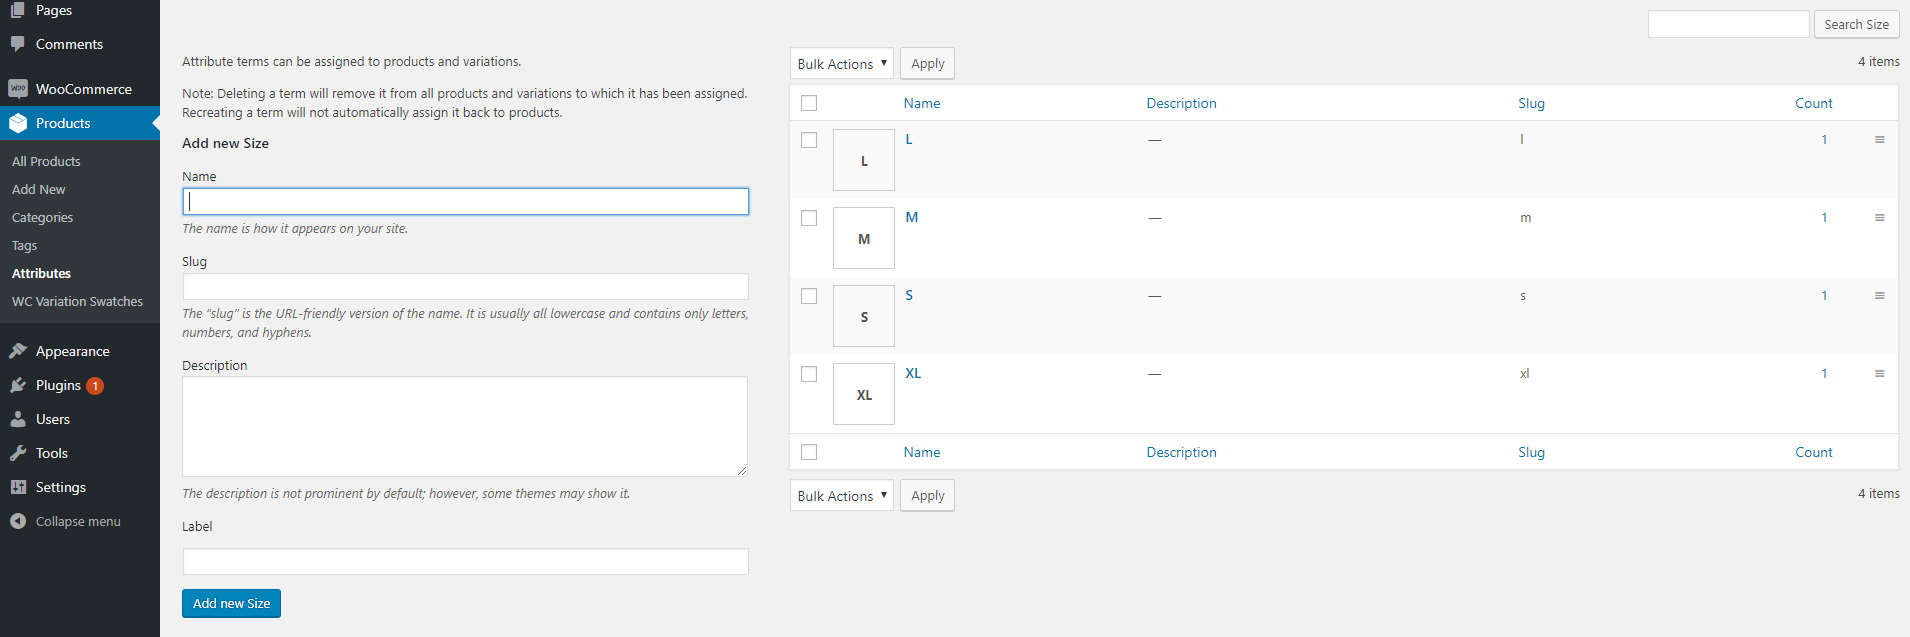 Pages
Comments
WOO WooCommerce
Products
All Products
Add New
Categories
Tags
Attributes
WC Variation Swatches
Appearance
Plugins 1
Users
Tools
Settings
Collapse menu
Attribute terms can be assigned to products and variations.
Note: Deleting a term will remove it from all products and variations to which it has been assigned.
Recreating a term will not automatically assign it back to products.
Add new Size
Name
The name is how it appears on your site.
Slug
The “slug” is the URL-friendly version of the name. It is usually all lowercase and contains only letters,
numbers, and hyphens.
Description
The description is not prominent by default; however, some themes may show it.
Label
Add new Size
Search Size
Bulk Actions Apply 4 items
Name Description Slug Count
L L — l 1
M M — m 1
S S — s 1
XL XL — xl 1
Name Description Slug Count
Bulk Actions Apply 4 items